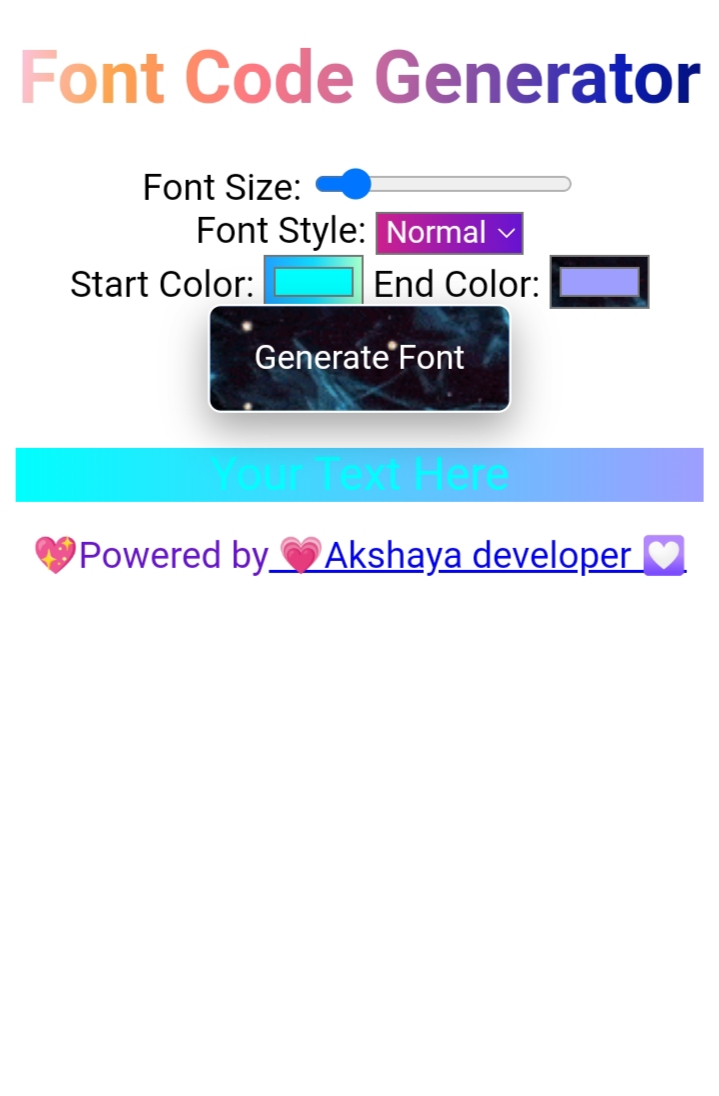 Font Code Generator
Font Size:
Font Style: Normal
Start Color: End Color:
Generate Font
Your Text Here
💖Powered by 💗Akshaya developer 💟